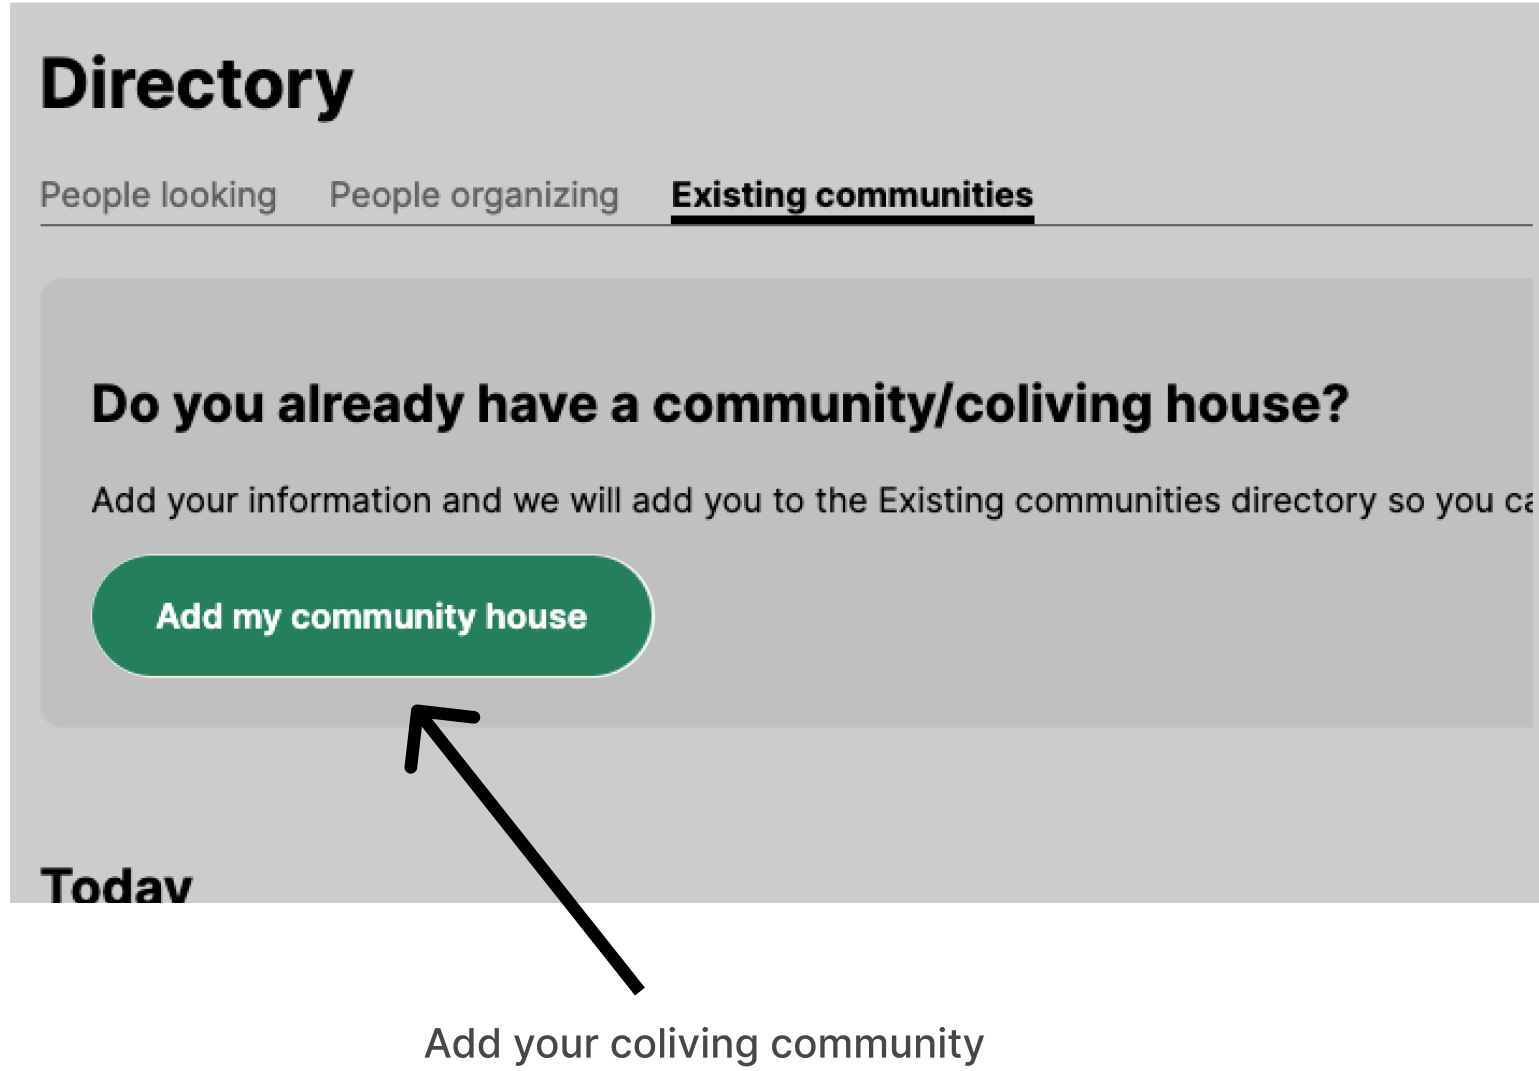 Directory
People looking People organizing Existing communities
Do you already have a community/coliving house?
Add your information and we will add you to the Existing communities directory so you
Add my community house
Today
Add your coliving community